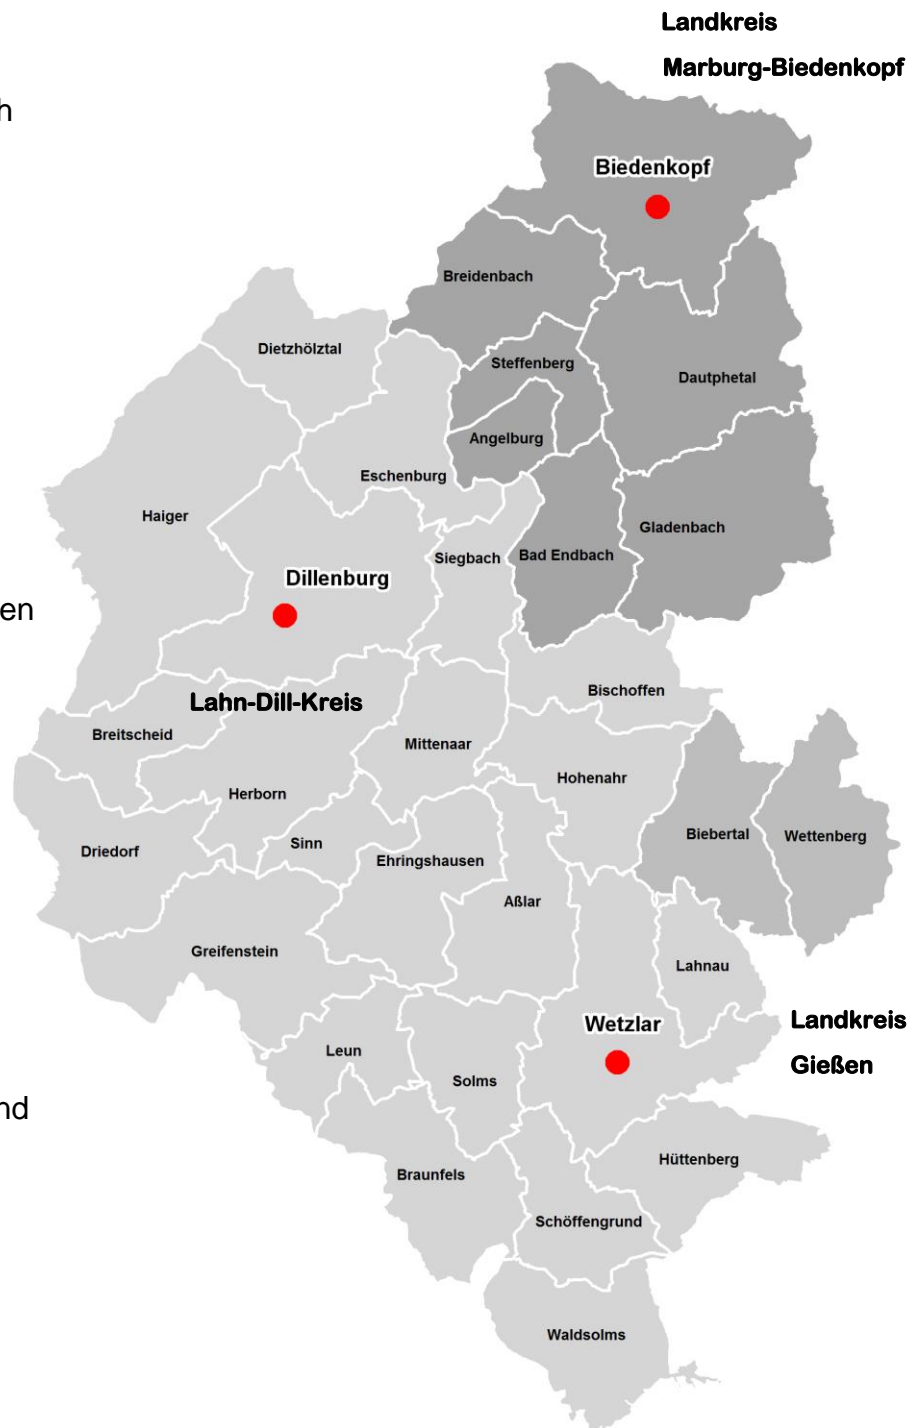 Landkreis
Marburg-Biedenkopf
h
Biedenkopf
Breidenbach
Dietzhölztal
Steffenberg
Dautphetal
Angelburg
Eschenburg
Haiger
Gladenbach
Siegbach
Bad Endbach
Dillenburg
en
Bischoffen
Lahn-Dill-Kreis
Breitscheid
Mittenaar
Hohenahr
Herborn
Biebertal
Wettenberg
Sinn
Driedorf
Ehringshausen
Aßlar
Greifenstein
Lahnau
Wetzlar
Landkreis
Gießen
Leun
Solms
nd
Hüttenberg
Braunfels
Schöffengrund
Waldsolms